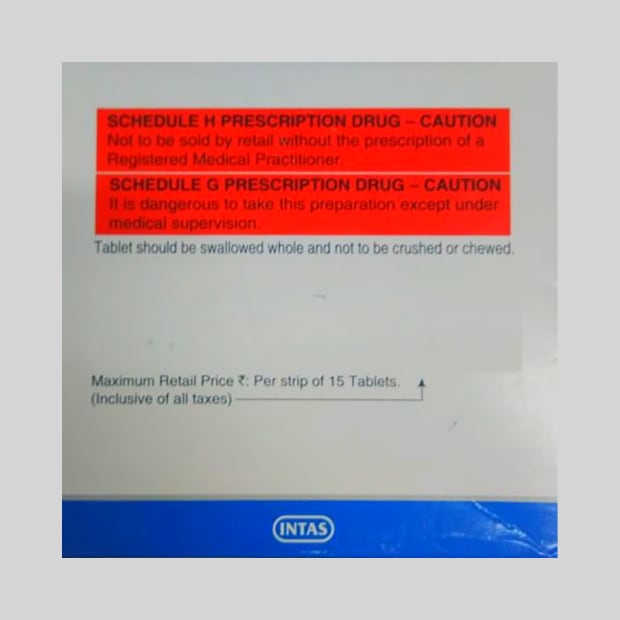 SCHEDULE H PRESCRIPTION DRUG – CAUTION
Not to be sold by retail without the prescription of a
Registered Medical Practitioner.
SCHEDULE G PRESCRIPTION DRUG – CAUTION
It is dangerous to take this preparation except under
medical supervision.
Tablet should be swallowed whole and not to be crushed or chewed.
Maximum Retail Price ₹: Per strip of 15 Tablets.
(Inclusive of all taxes)
INTAS